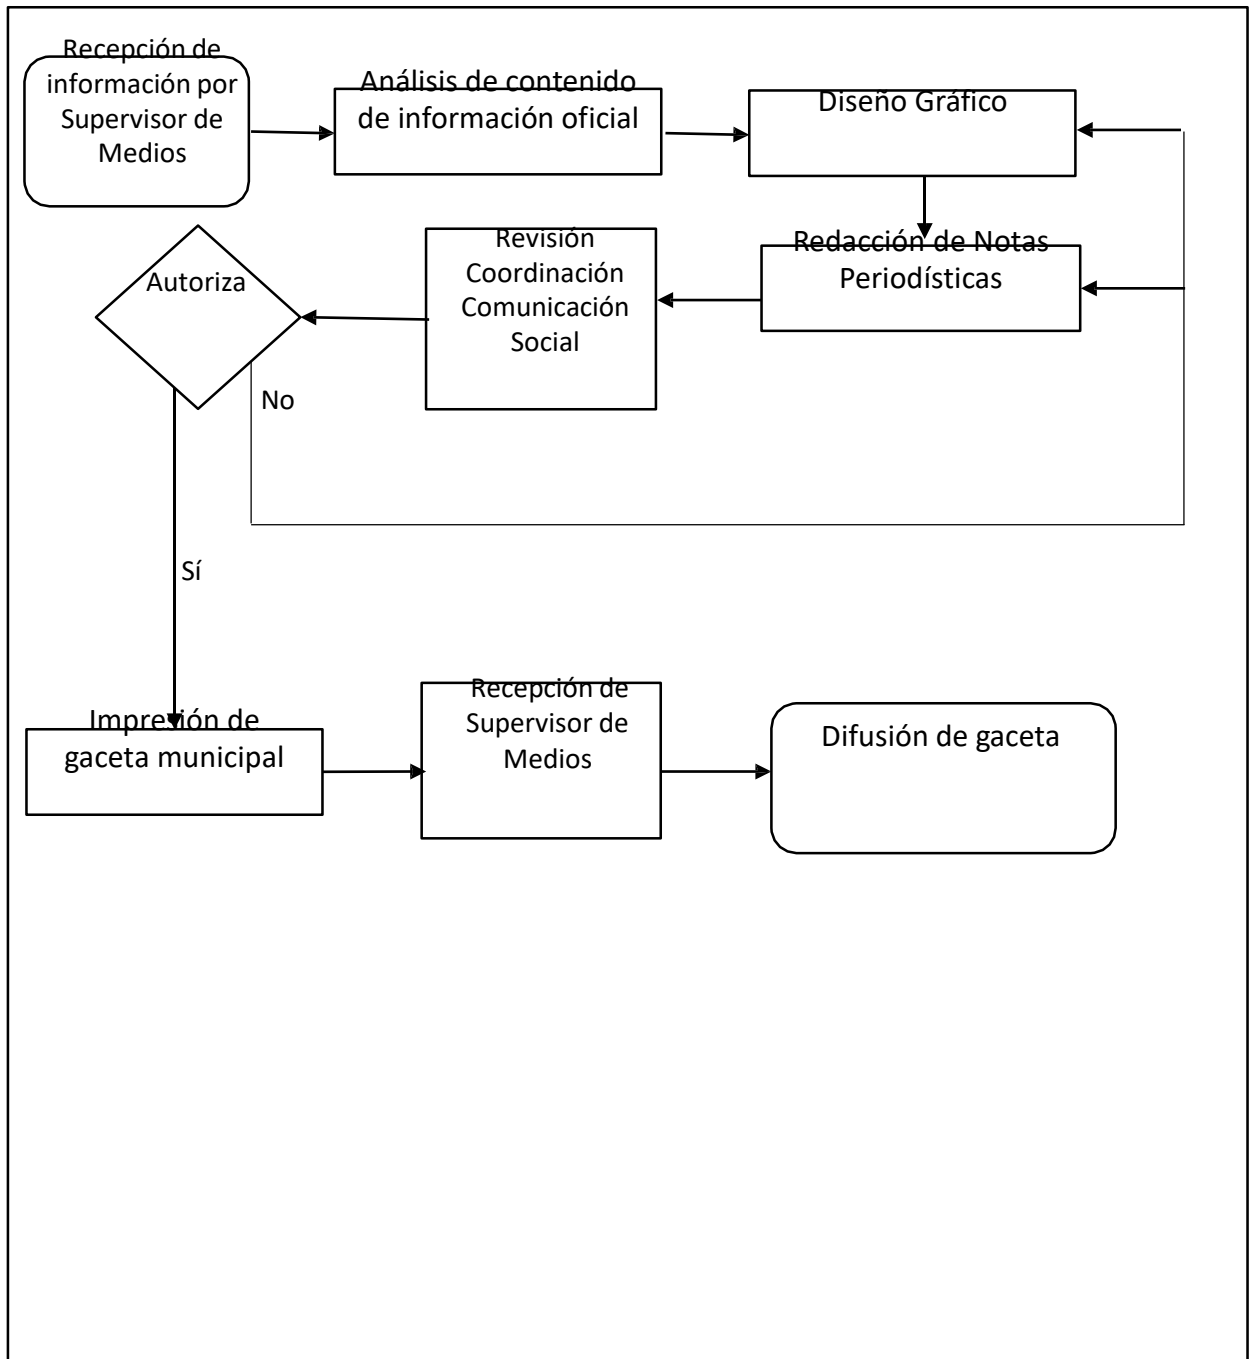 Recepción de
información por
Supervisor de
Medios
Análisis de contenido
de información oficial
Diseño Gráfico
Redacción de Notas
Periodísticas
Revisión
Coordinación
Comunicación
Social
Autoriza
No
Sí
Impresión de
gaceta municipal
Recepción de
Supervisor de
Medios
Difusión de gaceta